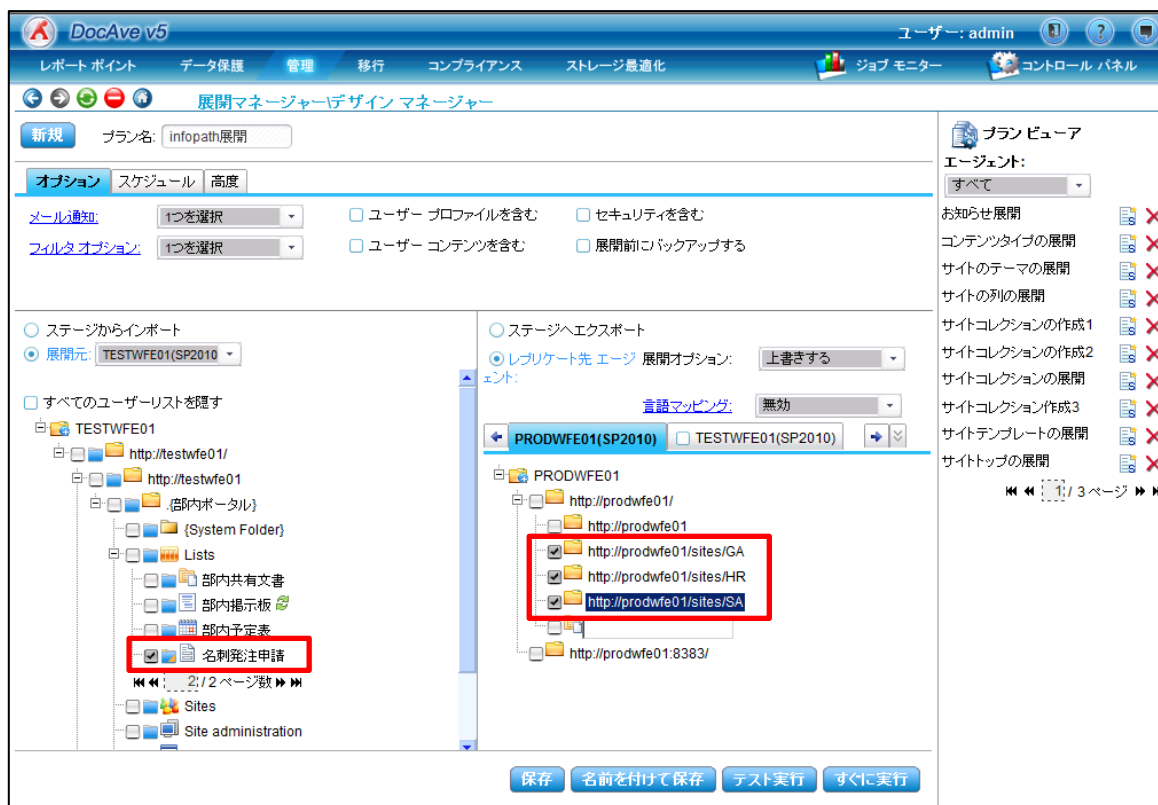 DocAve v5
ユーザー: admin
レポート ポイント データ保護 管理 移行 コンプライアンス ストレージ最適化 ジョブ モニター コントロール パネル
展開マネージャー\デザイン マネージャー
新規 プラン名: infopath展開
オプション スケジュール 高度
メール通知: 1つを選択 ユーザー プロファイルを含む セキュリティを含む
フィルタ オプション: 1つを選択 ユーザー コンテンツを含む 展開前にバックアップする
ステージからインポート
展開元: TESTWFE01(SP2010
すべてのユーザーリストを隠す
TESTWFE01
http://testwfe01/
http://testwfe01
.{部内ポータル}
{System Folder}
Lists
部内共有文書
部内掲示板
部内予定表
名刺発注申請
2 / 2 ページ数
Sites
Site administration
ステージへエクスポート
レプリケート先 エージェント: 展開オプション: 上書きする
言語マッピング: 無効
PRODWFE01(SP2010) TESTWFE01(SP2010)
PRODWFE01
http://prodwfe01/
http://prodwfe01
http://prodwfe01/sites/GA
http://prodwfe01/sites/HR
http://prodwfe01/sites/SA
http://prodwfe01:8383/
保存 名前を付けて保存 テスト実行 すぐに実行
プラン ビューア
エージェント:
すべて
お知らせ展開
コンテンツタイプの展開
サイトのテーマの展開
サイトの列の展開
サイトコレクションの作成1
サイトコレクションの作成2
サイトコレクションの展開
サイトコレクション作成3
サイトテンプレートの展開
サイトトップの展開
1 / 3 ページ